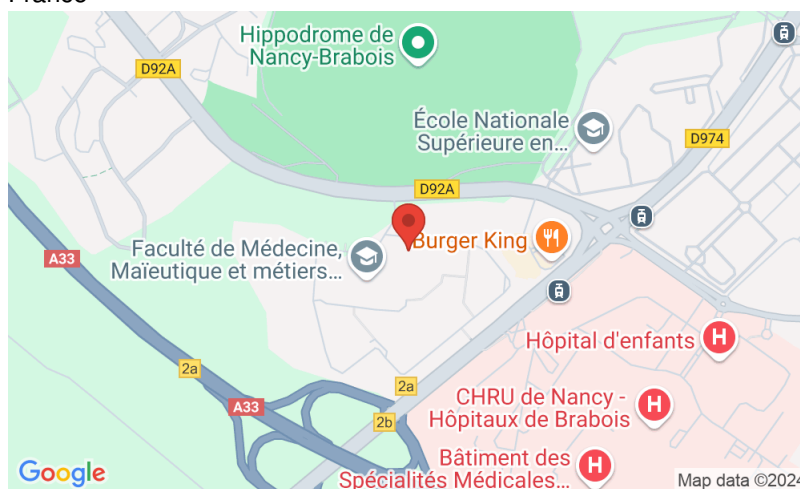 France
Hippodrome de
Nancy-Brabois
D92A
École Nationale
Supérieure en...
D974
D92A
Burger King
Faculté de Médecine,
Maïeutique et métiers...
A33
Hôpital d'enfants
2a
2a
A33
2b
CHRU de Nancy -
Hôpitaux de Brabois
Bâtiment des
Spécialités Médicales...
Google
Map data ©2024